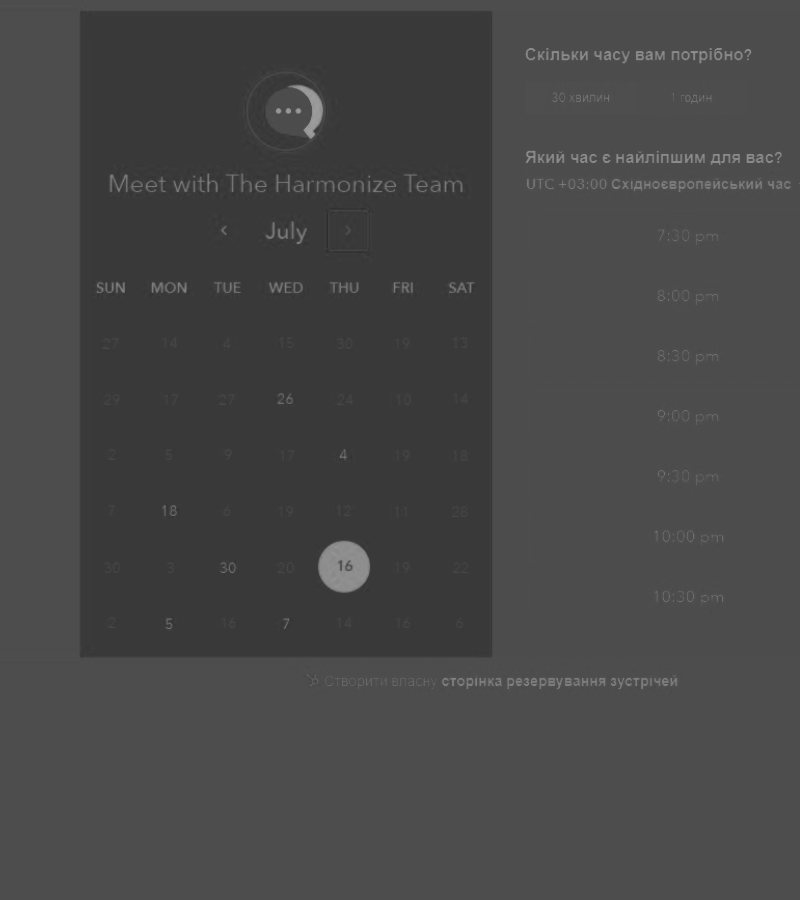 Meet with The Harmonize Team
July
SUN MON TUE WED THU FRI SAT
27 14 4 15 30 19 13
29 17 27 26 24 10 14
2 5 9 17 4 19 18
7 18 6 19 12 11 28
30 3 30 20 16 19 22
2 5 16 7 14 16 6
Скільки часу вам потрібно?
30 хвилин 1 годин
Який час є найліпшим для вас?
UTC +03:00 Східноєвропейський час
7:30 pm
8:00 pm
8:30 pm
9:00 pm
9:30 pm
10:00 pm
10:30 pm
Створити власну сторінка резервування зустрічей